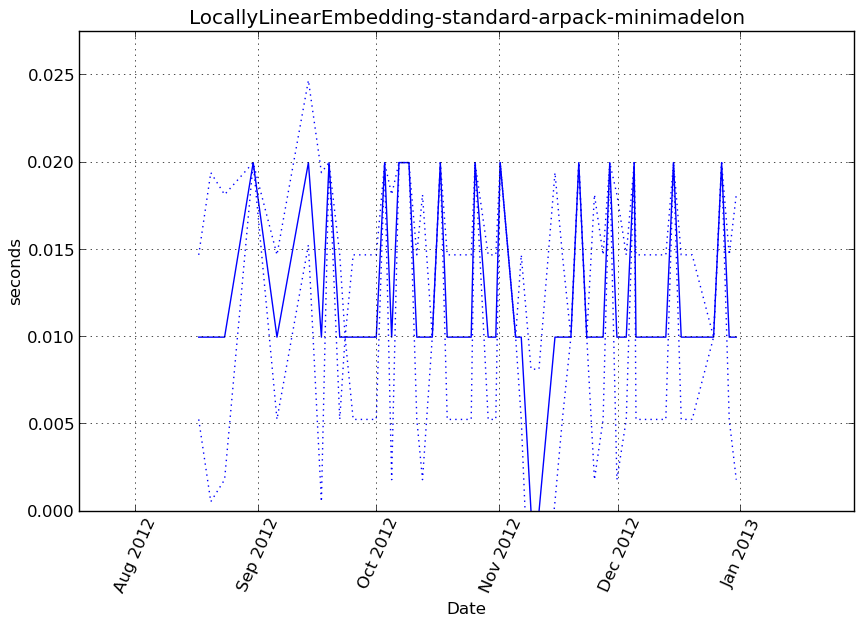 LocallyLinearEmbedding-standard-arpack-minimadelon
0.025
0.020
0.015
0.010
0.005
0.000
seconds
Aug 2012
Sep 2012
Oct 2012
Nov 2012
Dec 2012
Jan 2013
Date